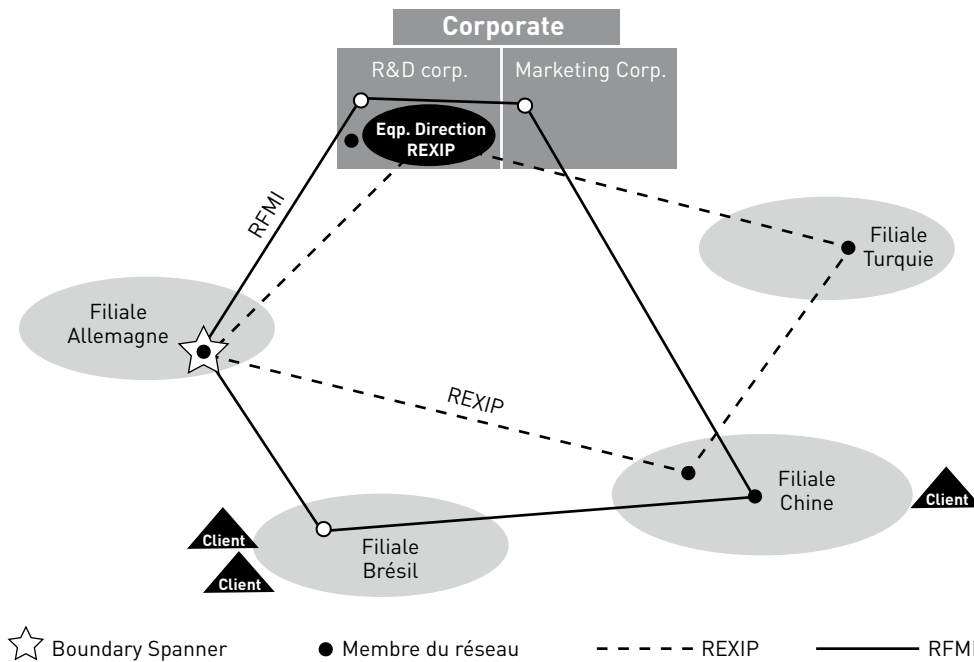 Corporate
R&D corp.
Marketing Corp.
Eqp. Direction
REXIP
RFMI
Filiale
Turquie
Filiale
Allemagne
REXIP
Filiale
Chine
Client
Client
Filiale
Brésil
Client
Boundary Spanner
Membre du réseau
REXIP
RFMI